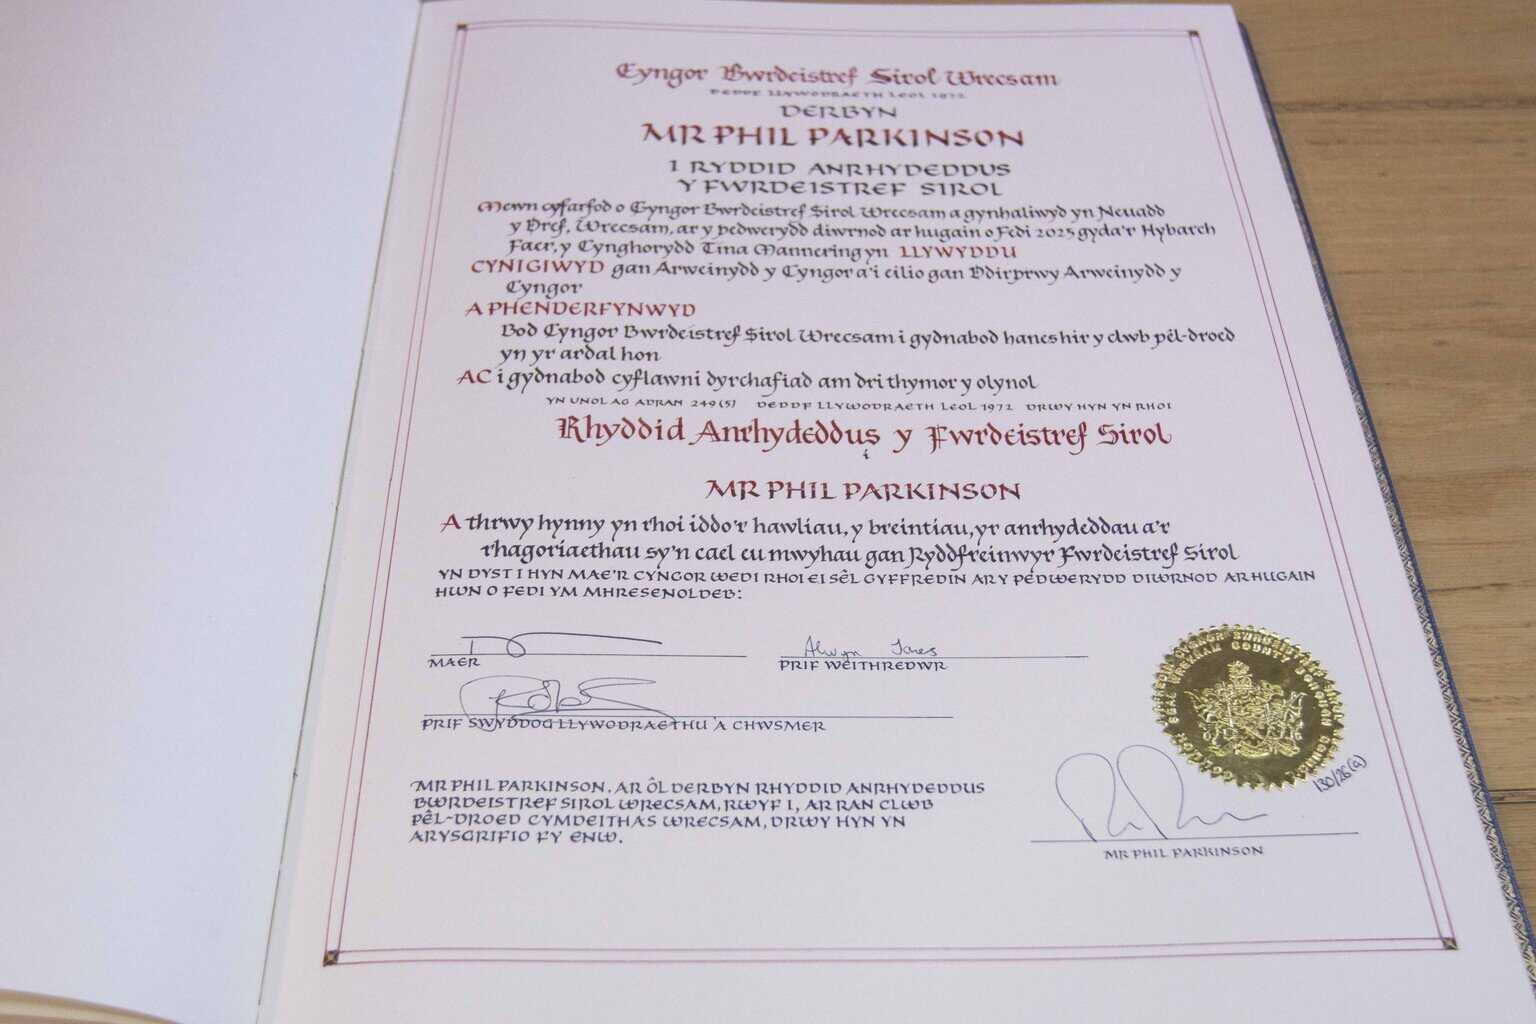 Cyngor Bwrdeistref Sirol Wrecsam
DEDDF LLYWODRAETH LEOL 1972
DERBYN
MR PHIL PARKINSON
I RYDDID ANRHYDEDDUS
Y FWRDEISTREF SIROL
Mewn cyfarfod o Cyngor Bwrdeistref Sirol Wrecsam a gynhaliwyd yn Neuadd
y Dref, Wrecsam, ar y pedwerydd diwrnod ar hugain o Fedi 2025 gyda'r Hybarch
Faer, y Cynghorydd Tina Mannering yn LLYWYDDU
CYNIGIWYD gan Arweinydd y Cyngor a'i eilio gan Ddirprwy Arweinydd y
Cyngor
A PHENDERFYNWYD
Bod Cyngor Bwrdeistref Sirol Wrecsam i gydnabod hanes hir y clwb pêl-droed
yn yr ardal hon
AC i gydnabod cyflawni dyrchafiad am dri thymor y olynol
YN UNOL AG ADRAN 249(5) DEDDF LLYWODRAETH LEOL 1972 DRWY HYN YN RHOI
Rhyddid Anrhydeddus y Fwrdeistref Sirol
i
MR PHIL PARKINSON
A thrwy hynny yn rhoi iddo'r hawliau, y breintiau, yr anrhydeddau a'r
rhagoriaethau sy'n cael eu mwyhau gan Ryddfreinwyr Fwrdeistref Sirol
YN DYST I HYN MAE'R CYNGOR WEDI RHOI EI SÊL GYFFREDIN AR Y PEDWERYDD DIWRNOD AR HUGAIN
HWN O FEDI YM MHRESENOLDEB:
Alwyn Jones
MAER
PRIF WEITHREDWR
PRIF SWYDDOG LLYWODRAETHU A CHWSMER
WREXHAM COUNTY BOROUGH
130/26(a)
MR PHIL PARKINSON, AR ÔL DERBYN RHYDDID ANRHYDEDDUS
BWRDEISTREF SIROL WRECSAM, RWYF I, AR RAN CLWB
PÊL-DROED CYMDEITHAS WRECSAM, DRWY HYN YN
ARYSGRIFIO FY ENW.
MR PHIL PARKINSON